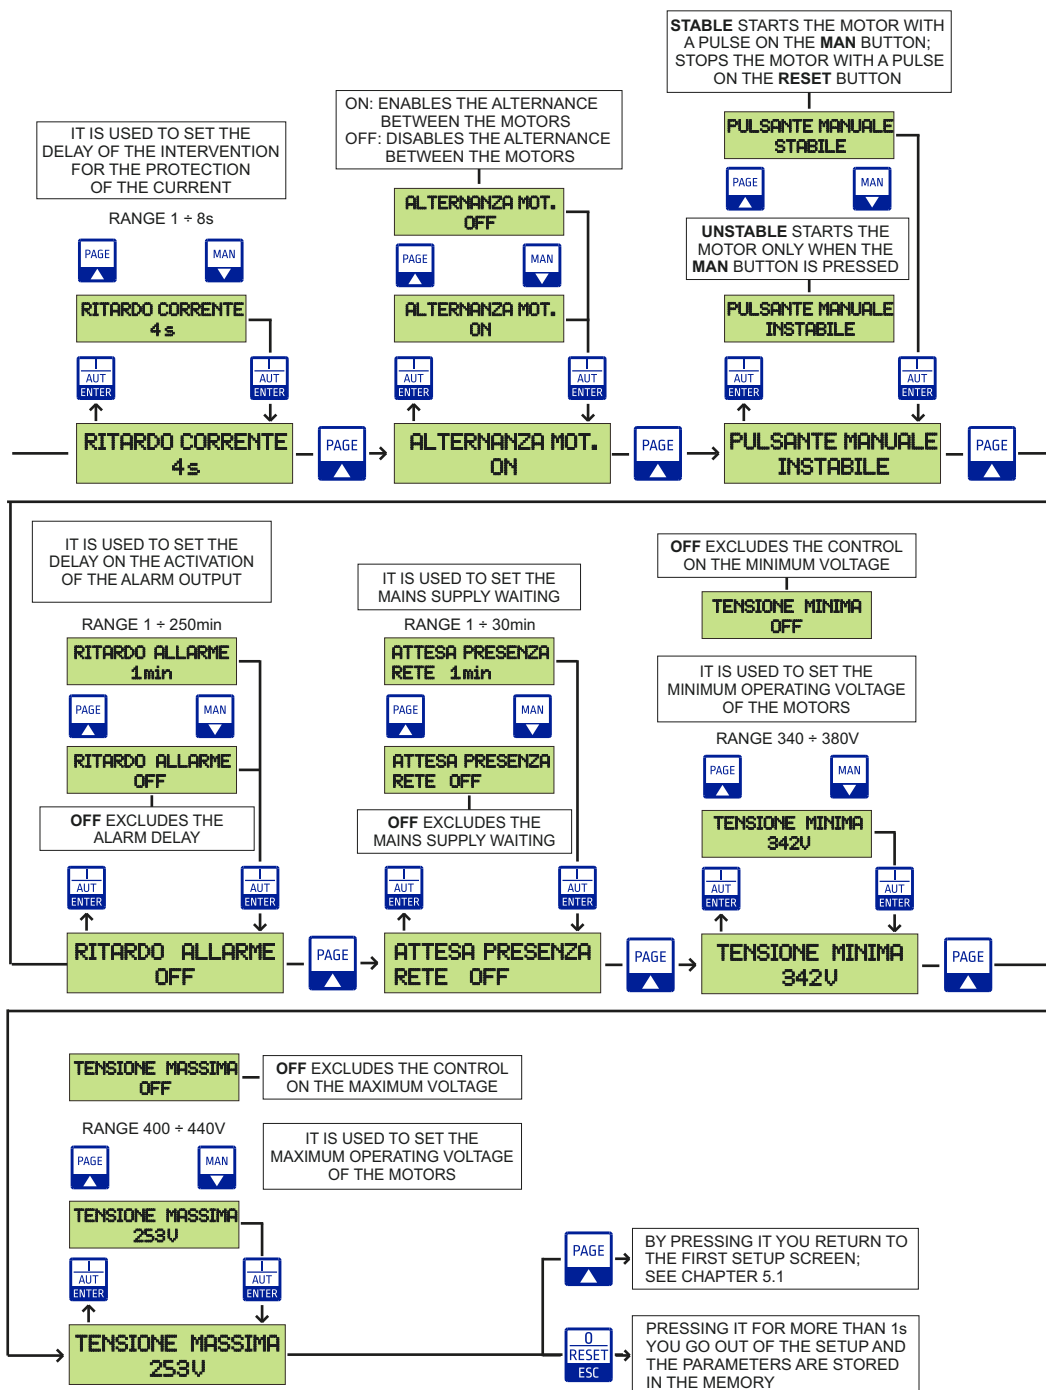 STABLE STARTS THE MOTOR WITH
A PULSE ON THE MAN BUTTON;
STOPS THE MOTOR WITH A PULSE
ON THE RESET BUTTON
ON: ENABLES THE ALTERNANCE
BETWEEN THE MOTORS
OFF: DISABLES THE ALTERNANCE
BETWEEN THE MOTORS
IT IS USED TO SET THE
DELAY OF THE INTERVENTION
FOR THE PROTECTION
OF THE CURRENT
RANGE 1 ÷ 8s
PAGE
MAN
RITARDO CORRENTE
4s
AUT
ENTER
AUT
ENTER
RITARDO CORRENTE
4s
PAGE
ALTERNANZA MOT.
OFF
PAGE
MAN
ALTERNANZA MOT.
ON
AUT
ENTER
AUT
ENTER
ALTERNANZA MOT.
ON
PAGE
PULSANTE MANUALE
STABILE
PAGE
MAN
UNSTABLE STARTS THE
MOTOR ONLY WHEN THE
MAN BUTTON IS PRESSED
PULSANTE MANUALE
INSTABILE
AUT
ENTER
AUT
ENTER
PULSANTE MANUALE
INSTABILE
PAGE
IT IS USED TO SET THE
DELAY ON THE ACTIVATION
OF THE ALARM OUTPUT
RANGE 1 ÷ 250min
RITARDO ALLARME
1min
PAGE
MAN
RITARDO ALLARME
OFF
OFF EXCLUDES THE
ALARM DELAY
AUT
ENTER
AUT
ENTER
RITARDO ALLARME
OFF
PAGE
IT IS USED TO SET THE
MAINS SUPPLY WAITING
RANGE 1 ÷ 30min
ATTESA PRESENZA
RETE 1min
PAGE
MAN
ATTESA PRESENZA
RETE OFF
OFF EXCLUDES THE
MAINS SUPPLY WAITING
AUT
ENTER
AUT
ENTER
ATTESA PRESENZA
RETE OFF
PAGE
OFF EXCLUDES THE CONTROL
ON THE MINIMUM VOLTAGE
TENSIONE MINIMA
OFF
IT IS USED TO SET THE
MINIMUM OPERATING VOLTAGE
OF THE MOTORS
RANGE 340 ÷ 380V
PAGE
MAN
TENSIONE MINIMA
342V
AUT
ENTER
AUT
ENTER
TENSIONE MINIMA
342V
PAGE
TENSIONE MASSIMA
OFF
OFF EXCLUDES THE CONTROL
ON THE MAXIMUM VOLTAGE
RANGE 400 ÷ 440V
IT IS USED TO SET THE
MAXIMUM OPERATING VOLTAGE
OF THE MOTORS
PAGE
MAN
TENSIONE MASSIMA
253V
AUT
ENTER
AUT
ENTER
TENSIONE MASSIMA
253V
PAGE
BY PRESSING IT YOU RETURN TO
THE FIRST SETUP SCREEN;
SEE CHAPTER 5.1
0
RESET
ESC
PRESSING IT FOR MORE THAN 1s
YOU GO OUT OF THE SETUP AND
THE PARAMETERS ARE STORED
IN THE MEMORY